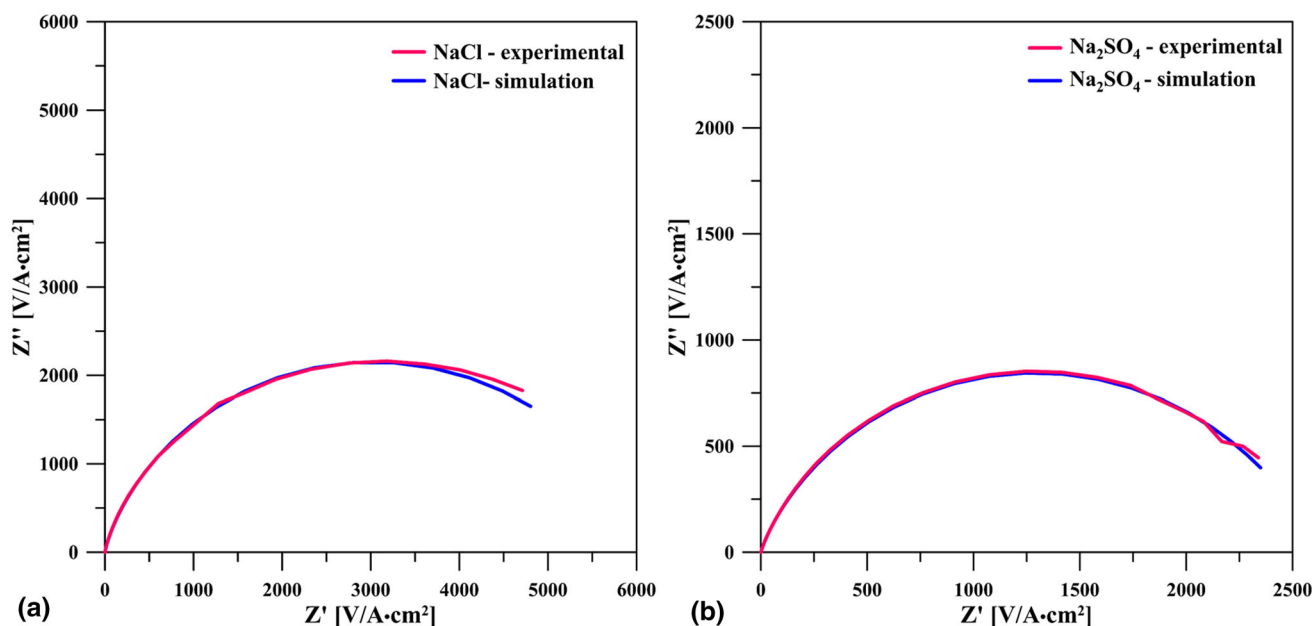 6000
5000
4000
3000
2000
1000
0
Z'' [V/A·cm²]
NaCl - experimental
NaCl- simulation
0 1000 2000 3000 4000 5000 6000
Z' [V/A·cm²]
(a)
2500
2000
1500
1000
500
0
Z'' [V/A·cm²]
Na₂SO₄ - experimental
Na₂SO₄ - simulation
0 500 1000 1500 2000 2500
Z' [V/A·cm²]
(b)